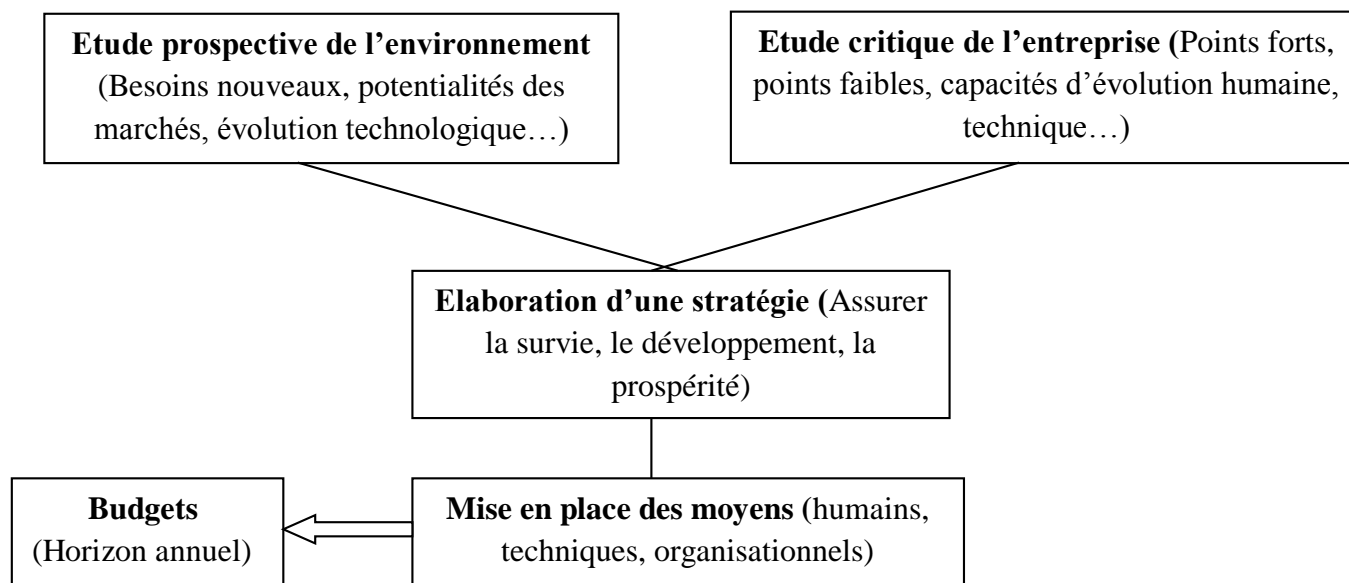 Etude prospective de l’environnement
(Besoins nouveaux, potentialités des
marchés, évolution technologique…)
Etude critique de l’entreprise (Points forts,
points faibles, capacités d’évolution humaine,
technique…)
Elaboration d’une stratégie (Assurer
la survie, le développement, la
prospérité)
Budgets
(Horizon annuel)
Mise en place des moyens (humains,
techniques, organisationnels)